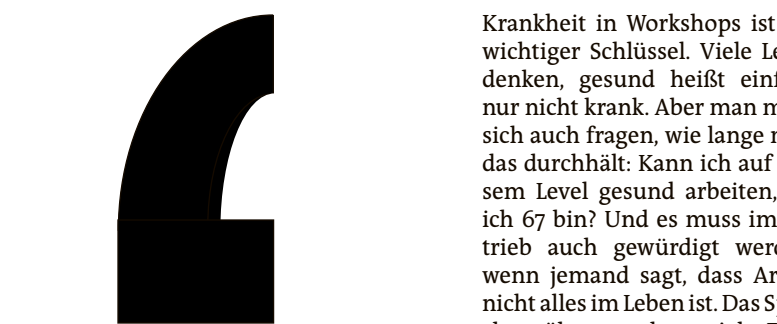 Krankheit in Workshops ist
wichtiger Schlüssel. Viele Le
denken, gesund heißt einf
nur nicht krank. Aber man m
sich auch fragen, wie lange
das durchhält: Kann ich auf
sem Level gesund arbeiten,
ich 67 bin? Und es muss im
trieb auch gewürdigt werd
wenn jemand sagt, dass Ar
nicht alles im Leben ist. Das S